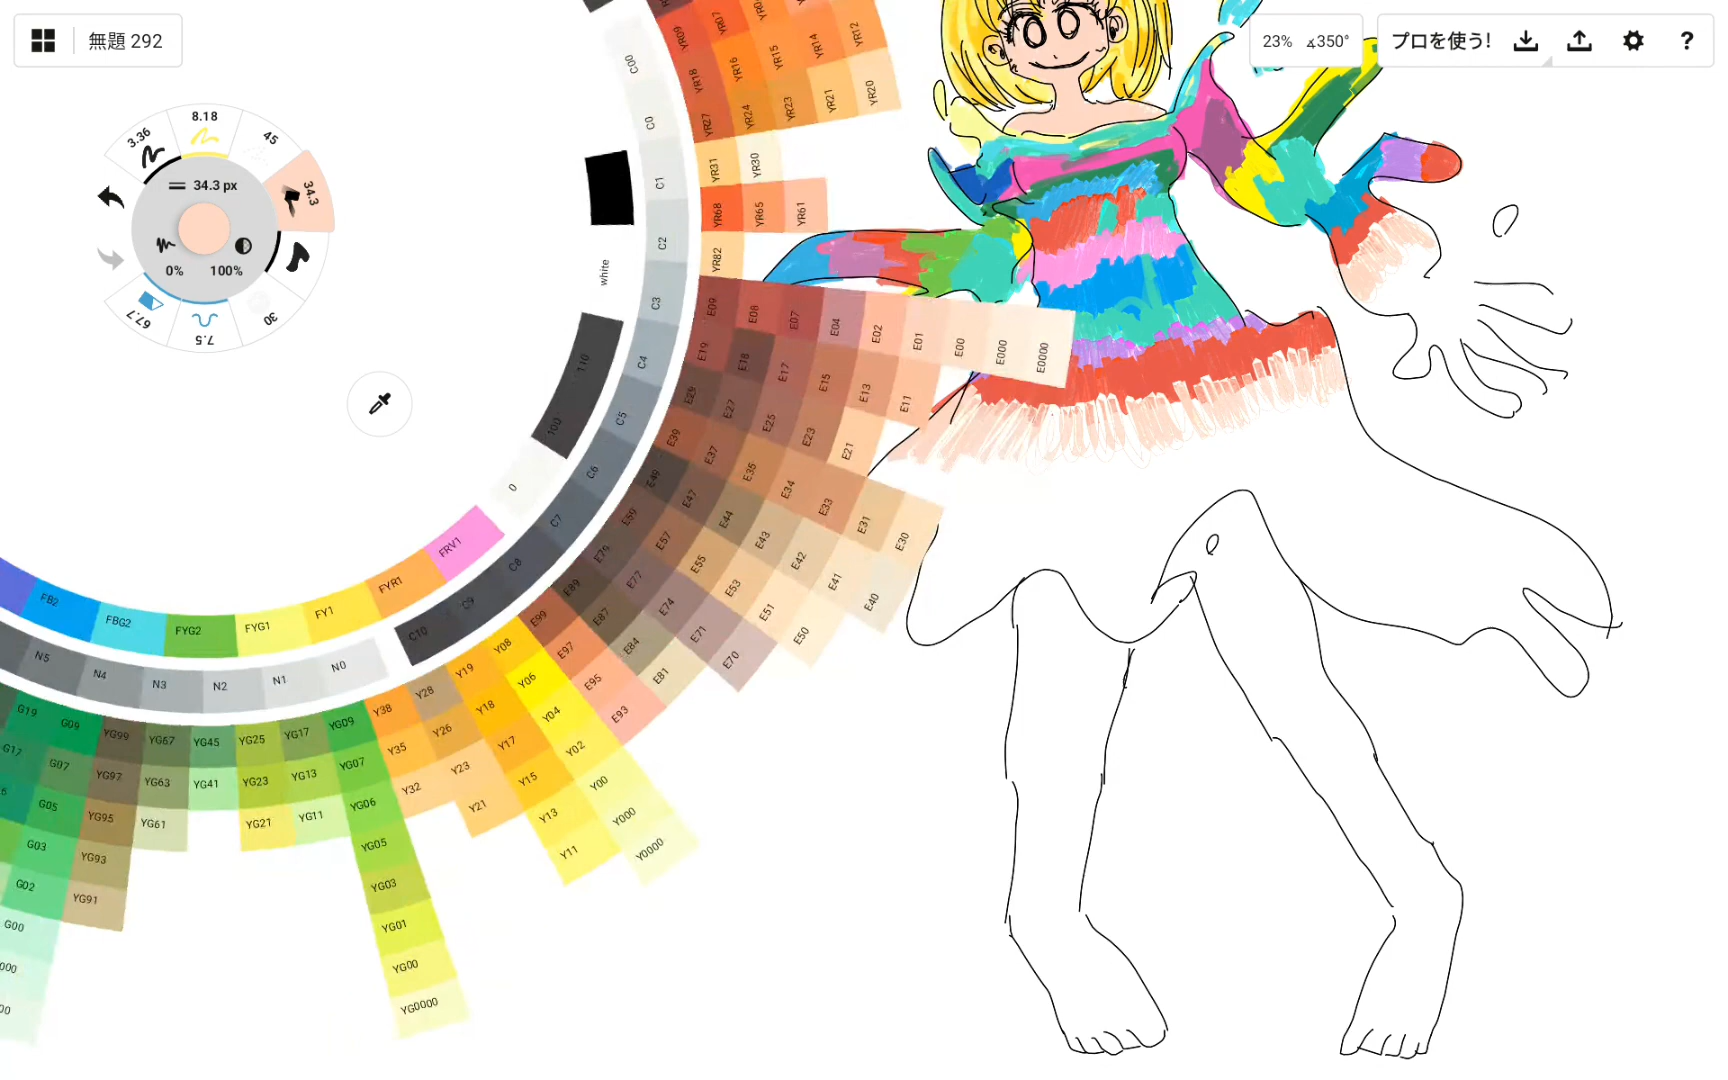 無題 292
23% ∡350°
プロを使う!
?
3.36
8.18
45
34.3
30
7.5
67.7
34.3 px
0%
100%
C00
C0
C1
C2
C3
C4
C5
C6
C7
C8
C9
C10
white
110
100
0
FRV1
FYR1
FY1
FYG1
FYG2
FBG2
FB2
N0
N1
N2
N3
N4
N5
YR09
YR07
YR18
YR16
YR15
YR14
YR12
YR27
YR24
YR23
YR21
YR20
YR31
YR30
YR68
YR65
YR61
YR82
E09
E08
E07
E04
E02
E01
E00
E000
E0000
E19
E18
E17
E15
E13
E11
E29
E27
E25
E23
E21
E39
E37
E35
E34
E33
E31
E30
E49
E47
E44
E43
E42
E41
E40
E59
E57
E55
E53
E51
E50
E79
E77
E74
E71
E70
E89
E87
E84
E81
E99
E97
E95
E93
Y08
Y06
Y04
Y02
Y00
Y000
Y0000
Y19
Y18
Y17
Y15
Y13
Y11
Y28
Y26
Y23
Y21
Y38
Y35
Y32
YG09
YG07
YG06
YG05
YG03
YG01
YG00
YG0000
YG17
YG13
YG11
YG25
YG23
YG21
YG45
YG41
YG67
YG63
YG61
YG99
YG97
YG95
YG93
YG91
G09
G07
G05
G03
G02
G00
G19
G17